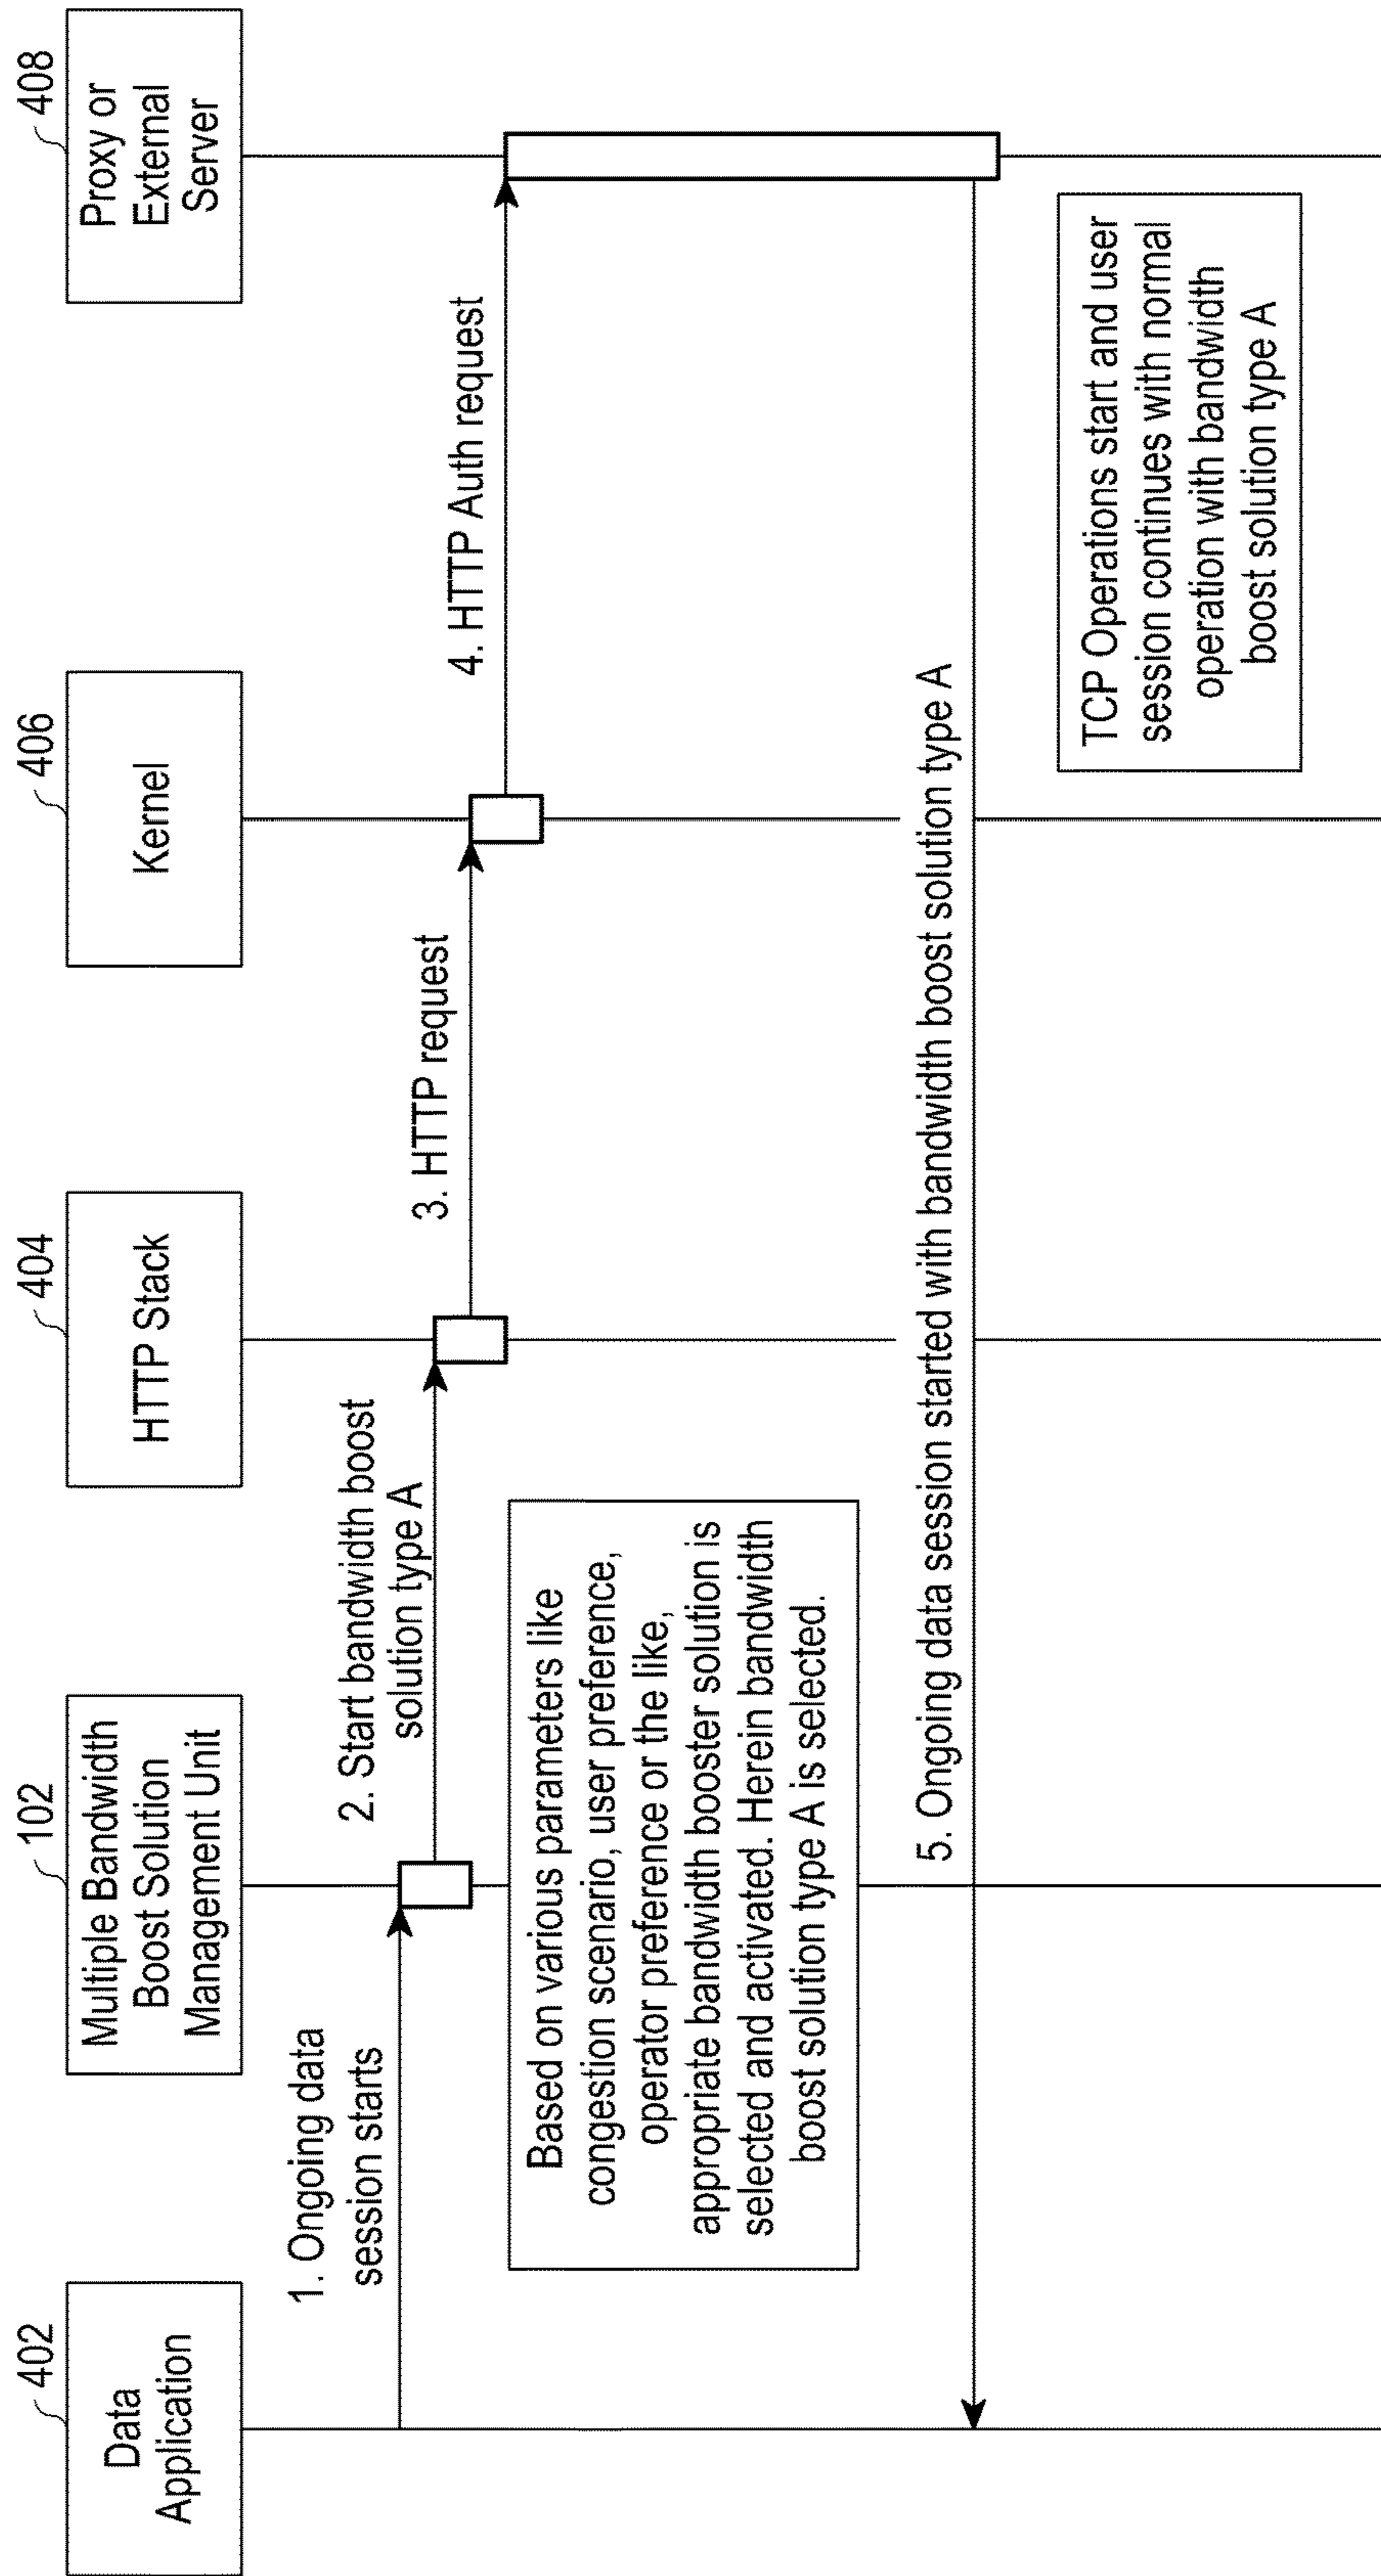 402
Data
Application
102
Multiple Bandwidth
Boost Solution
Management Unit
404
HTTP Stack
406
Kernel
408
Proxy or
External
Server
1. Ongoing data
session starts
2. Start bandwidth boost
solution type A
3. HTTP request
4. HTTP Auth request
Based on various parameters like
congestion scenario, user preference,
operator preference or the like,
appropriate bandwidth booster solution is
selected and activated. Herein bandwidth
boost solution type A is selected.
5. Ongoing data session started with bandwidth boost solution type A
TCP Operations start and user
session continues with normal
operation with bandwidth
boost solution type A